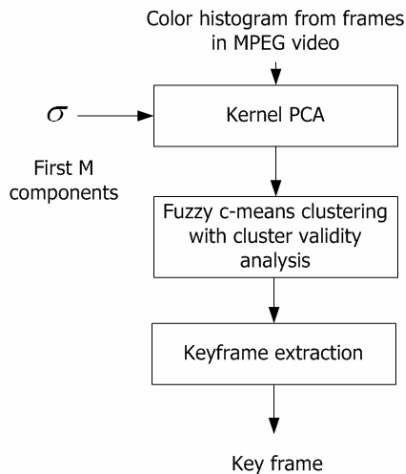 Color histogram from frames
in MPEG video
σ
Kernel PCA
First M
components
Fuzzy c-means clustering
with cluster validity
analysis
Keyframe extraction
Key frame